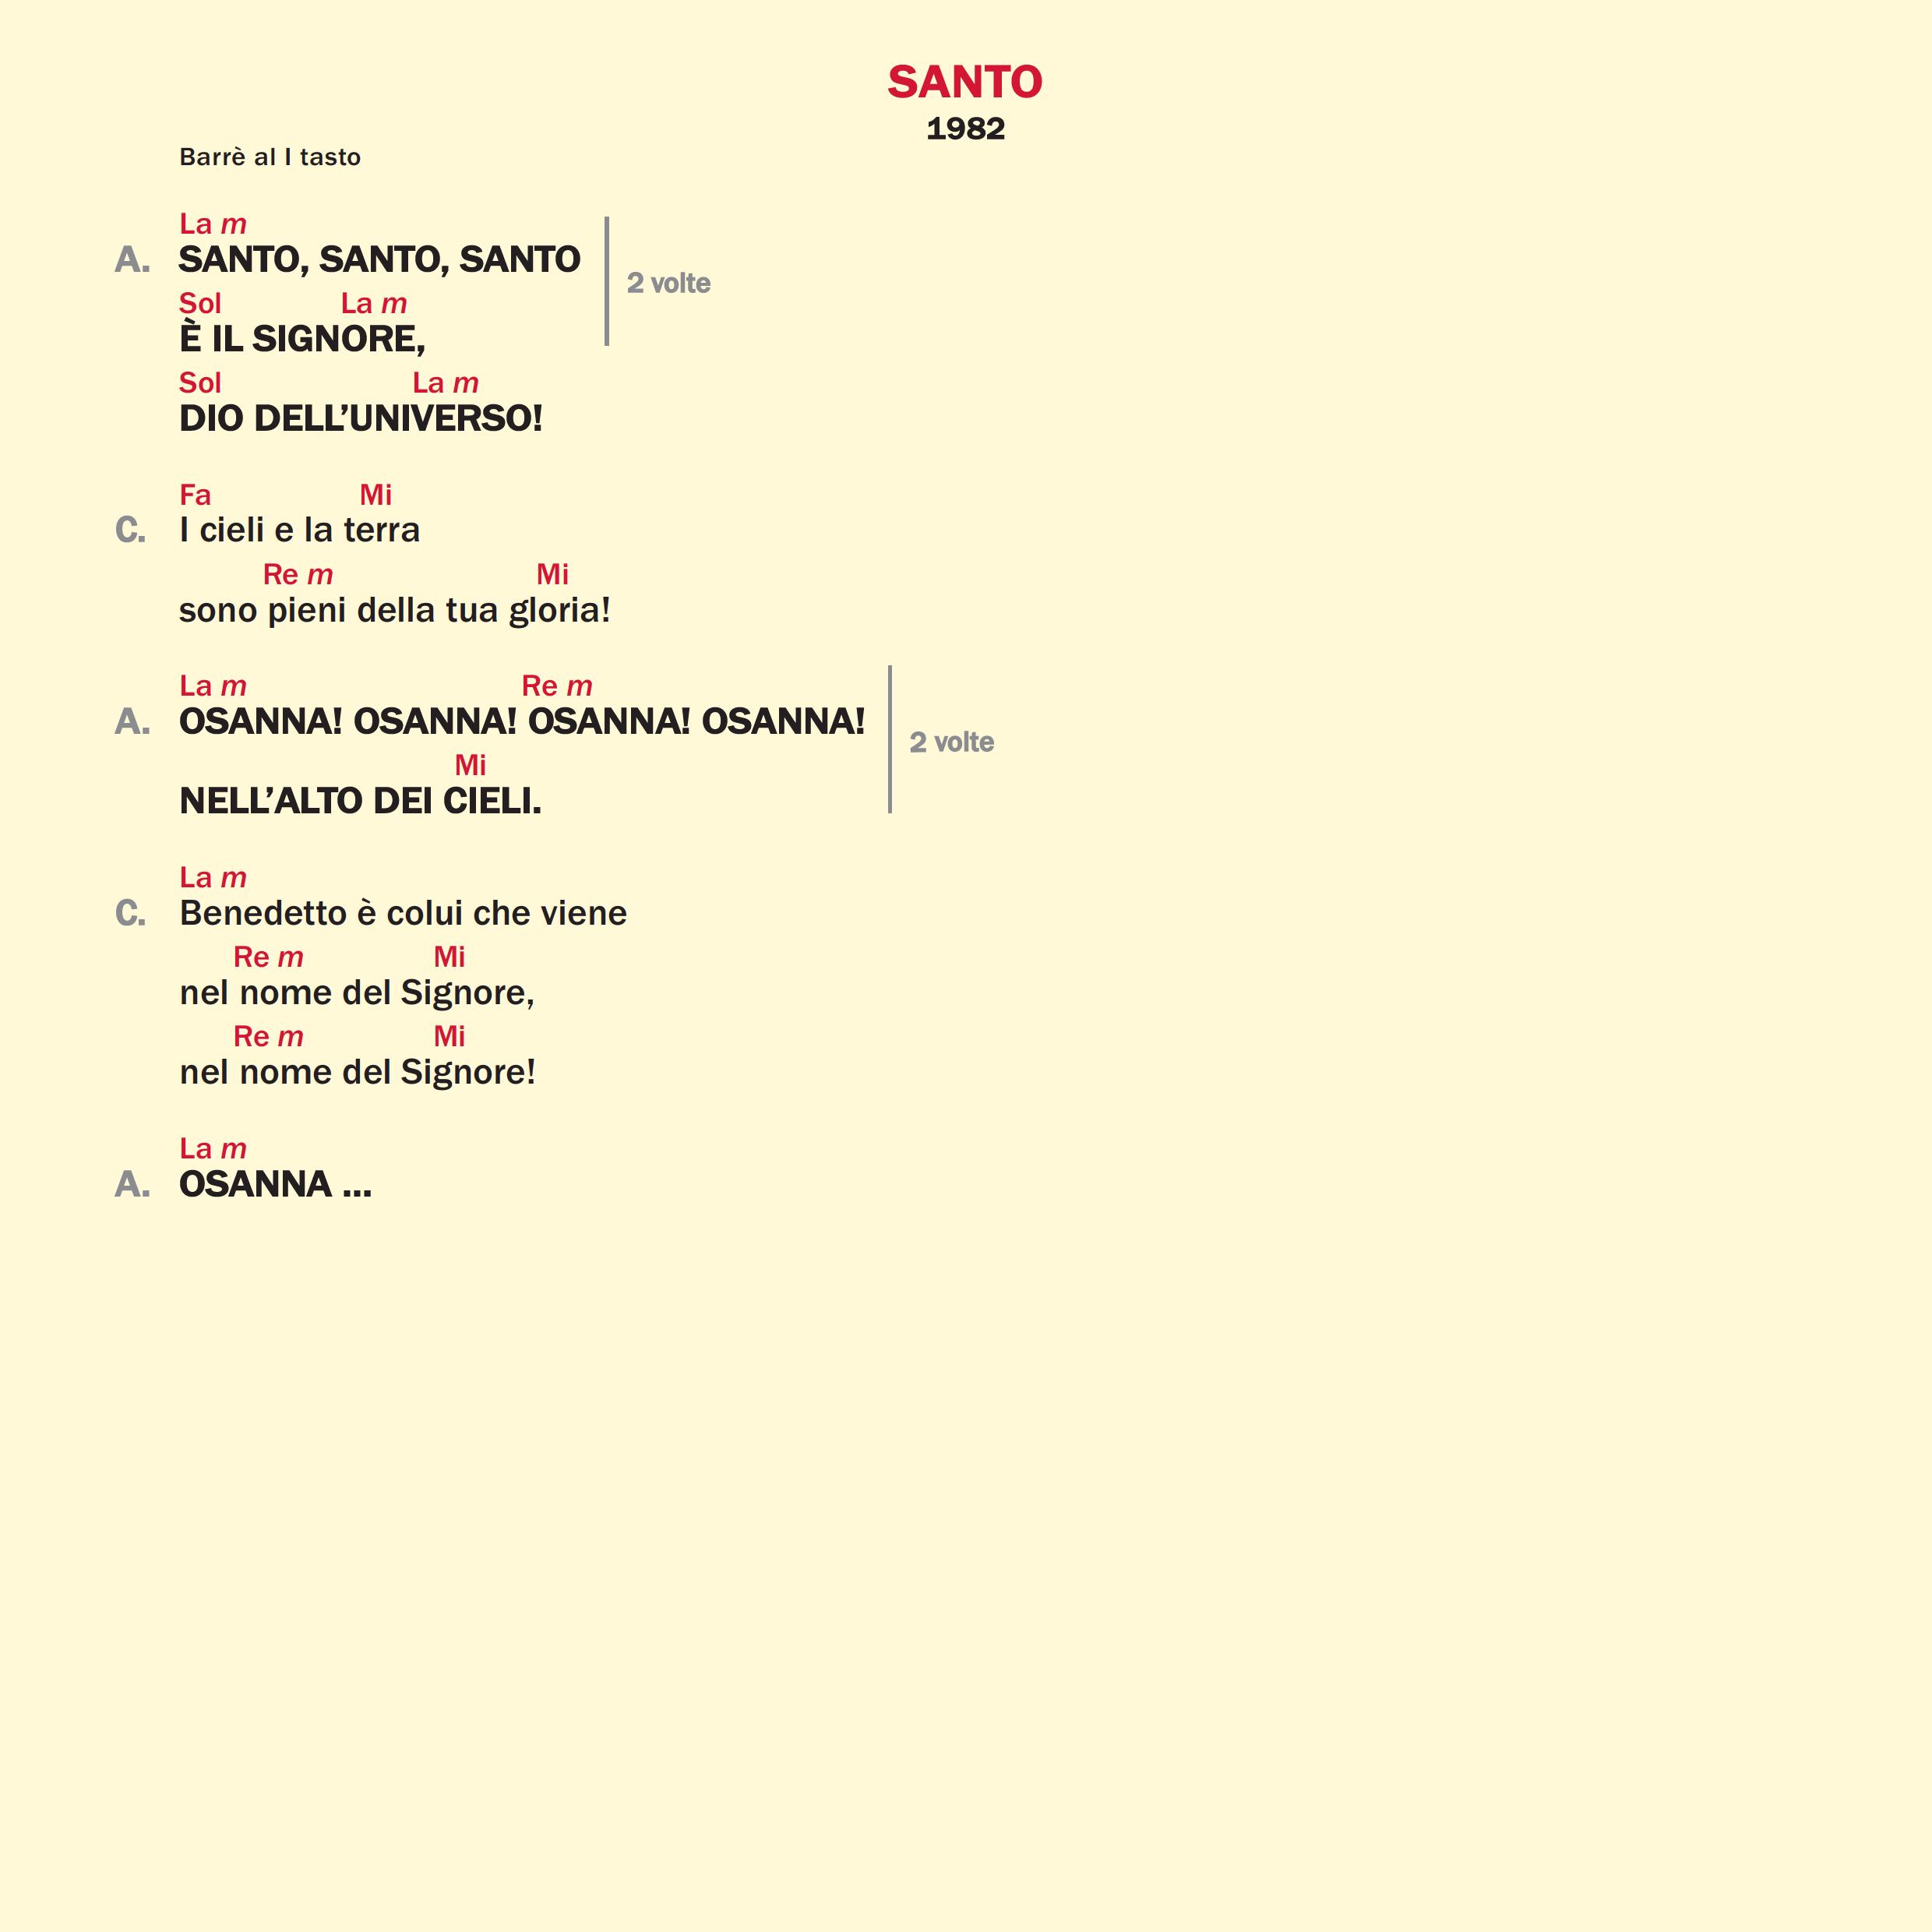 SANTO
1982
Barrè al I tasto
La m
A. SANTO, SANTO, SANTO
2 volte
Sol La m
È IL SIGNORE,
Sol La m
DIO DELL’UNIVERSO!
Fa Mi
C. I cieli e la terra
Re m Mi
sono pieni della tua gloria!
La m Re m
A. OSANNA! OSANNA! OSANNA! OSANNA!
2 volte
Mi
NELL’ALTO DEI CIELI.
La m
C. Benedetto è colui che viene
Re m Mi
nel nome del Signore,
Re m Mi
nel nome del Signore!
La m
A. OSANNA ...